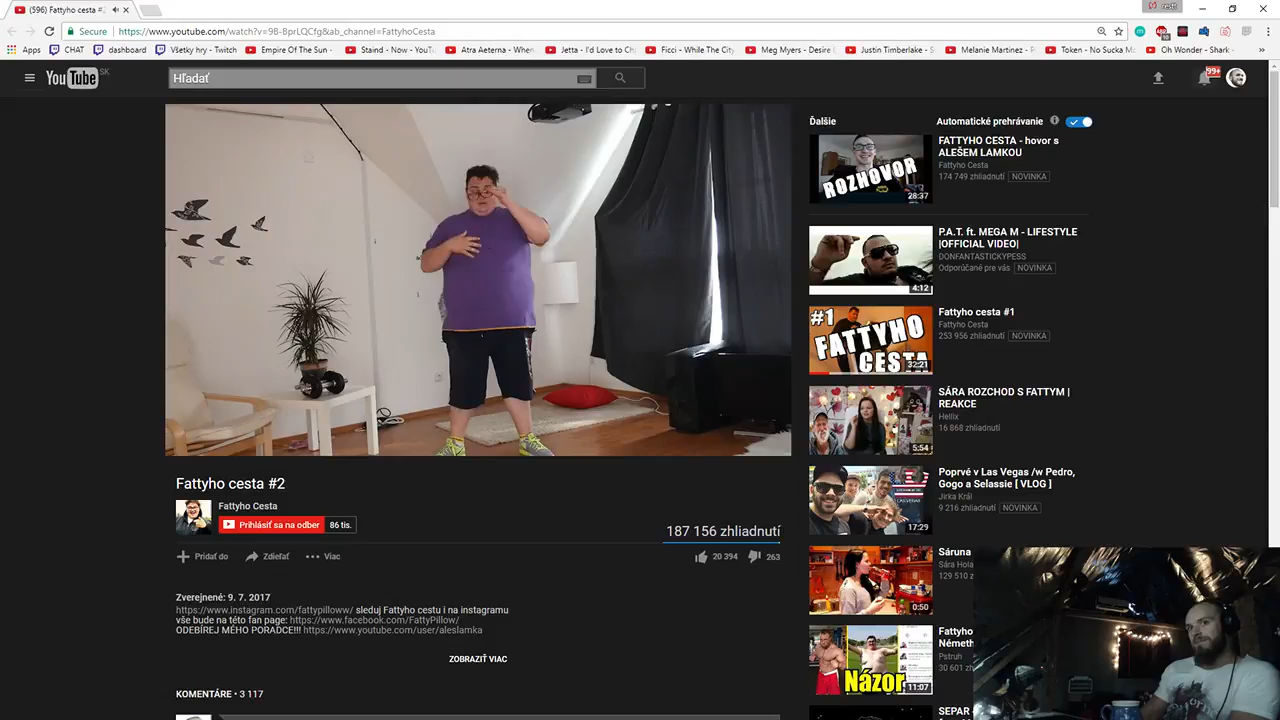 (596) Fattyho cesta #2
restt
Secure | https://www.youtube.com/watch?v=9B-BprLQCfg&ab_channel=FattyhoCesta
Apps CHAT dashboard Všetky hry - Twitch Empire Of The Sun - Staind - Now - YouT Atra Aeterna - When Jetta - I'd Love to Ch Ficci - While The City Meg Myers - Desire ( Justin Timberlake - S Melanie Martinez - P Token - No Sucka M Oh Wonder - Shark
YouTube SK
Hľadať
99+
Ďalšie Automatické prehrávanie
ROZHOVOR
28:37
FATTYHO CESTA - hovor s
ALEŠEM LAMKOU
Fattyho Cesta
174 749 zhliadnutí NOVINKA
4:12
P.A.T. ft. MEGA M - LIFESTYLE
|OFFICIAL VIDEO|
DONFANTASTICKYPESS
Odporúčané pre vás NOVINKA
#1
FATTYHO
CESTA
32:21
Fattyho cesta #1
Fattyho Cesta
253 956 zhliadnutí NOVINKA
5:54
SÁRA ROZCHOD S FATTYM |
REAKCE
Hellix
16 868 zhliadnutí
17:29
Poprvé v Las Vegas /w Pedro,
Gogo a Selassie [ VLOG ]
Jirka Král
9 216 zhliadnutí NOVINKA
0:50
Sáruna
Sára Hola
129 510 z
Názor
11:07
Fattyho
Németh
Pstruh
30 601 z
SEPAR
Fattyho cesta #2
Fattyho Cesta
Prihlásiť sa na odber 86 tis.
187 156 zhliadnutí
Pridať do Zdieľať Viac
20 394 263
Zverejnené: 9. 7. 2017
https://www.instagram.com/fattypilloww/ sleduj Fattyho cestu i na instagramu
vše bude na této fan page: https://www.facebook.com/FattyPillow/
ODEBÍREJ MÉHO PORADCE!!! https://www.youtube.com/user/aleslamka
ZOBRAZIŤ VIAC
KOMENTÁRE • 3 117